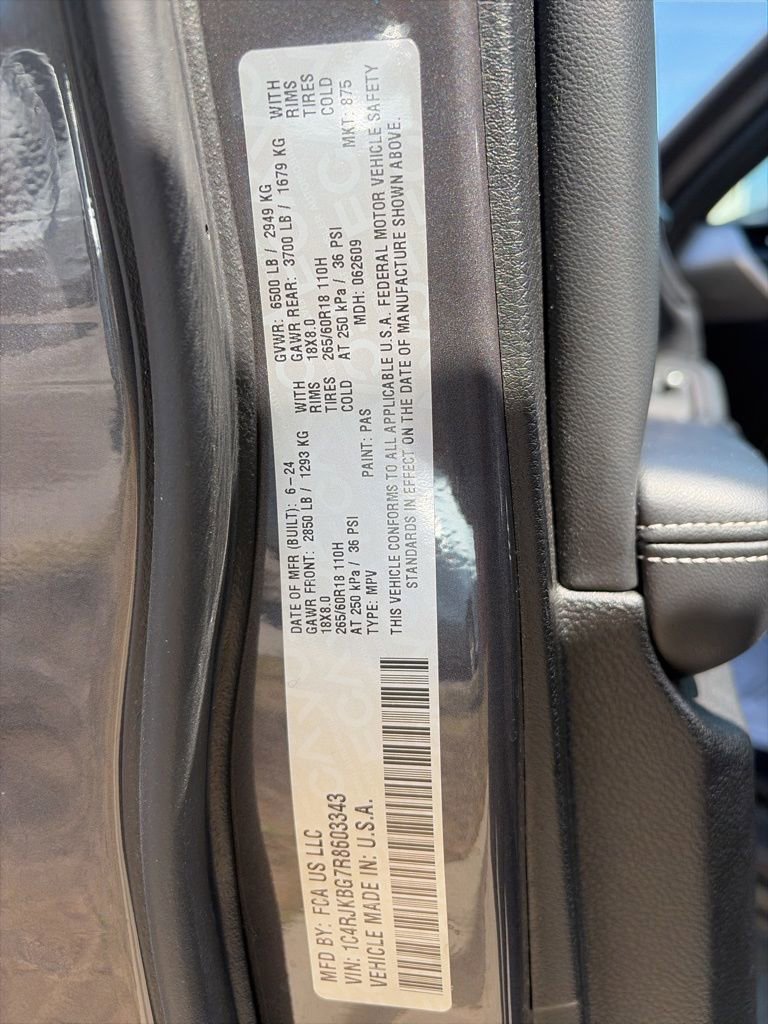 MFD BY: FCA US LLC
DATE OF MFR (BUILT): 6-24 GVWR: 6500 LB / 2949 KG
GAWR FRONT: 2850 LB / 1293 KG WITH GAWR REAR: 3700 LB / 1679 KG WITH
18X8.0 RIMS 18X8.0 RIMS
265/60R18 110H TIRES 265/60R18 110H TIRES
AT 250 kPa / 36 PSI COLD AT 250 kPa / 36 PSI COLD
VIN: 1C4RJKBG7R8603343 TYPE: MPV PAINT: PAS MDH: 062609 MKT: 875
VEHICLE MADE IN: U.S.A.
THIS VEHICLE CONFORMS TO ALL APPLICABLE U.S.A. FEDERAL MOTOR VEHICLE SAFETY
STANDARDS IN EFFECT ON THE DATE OF MANUFACTURE SHOWN ABOVE.